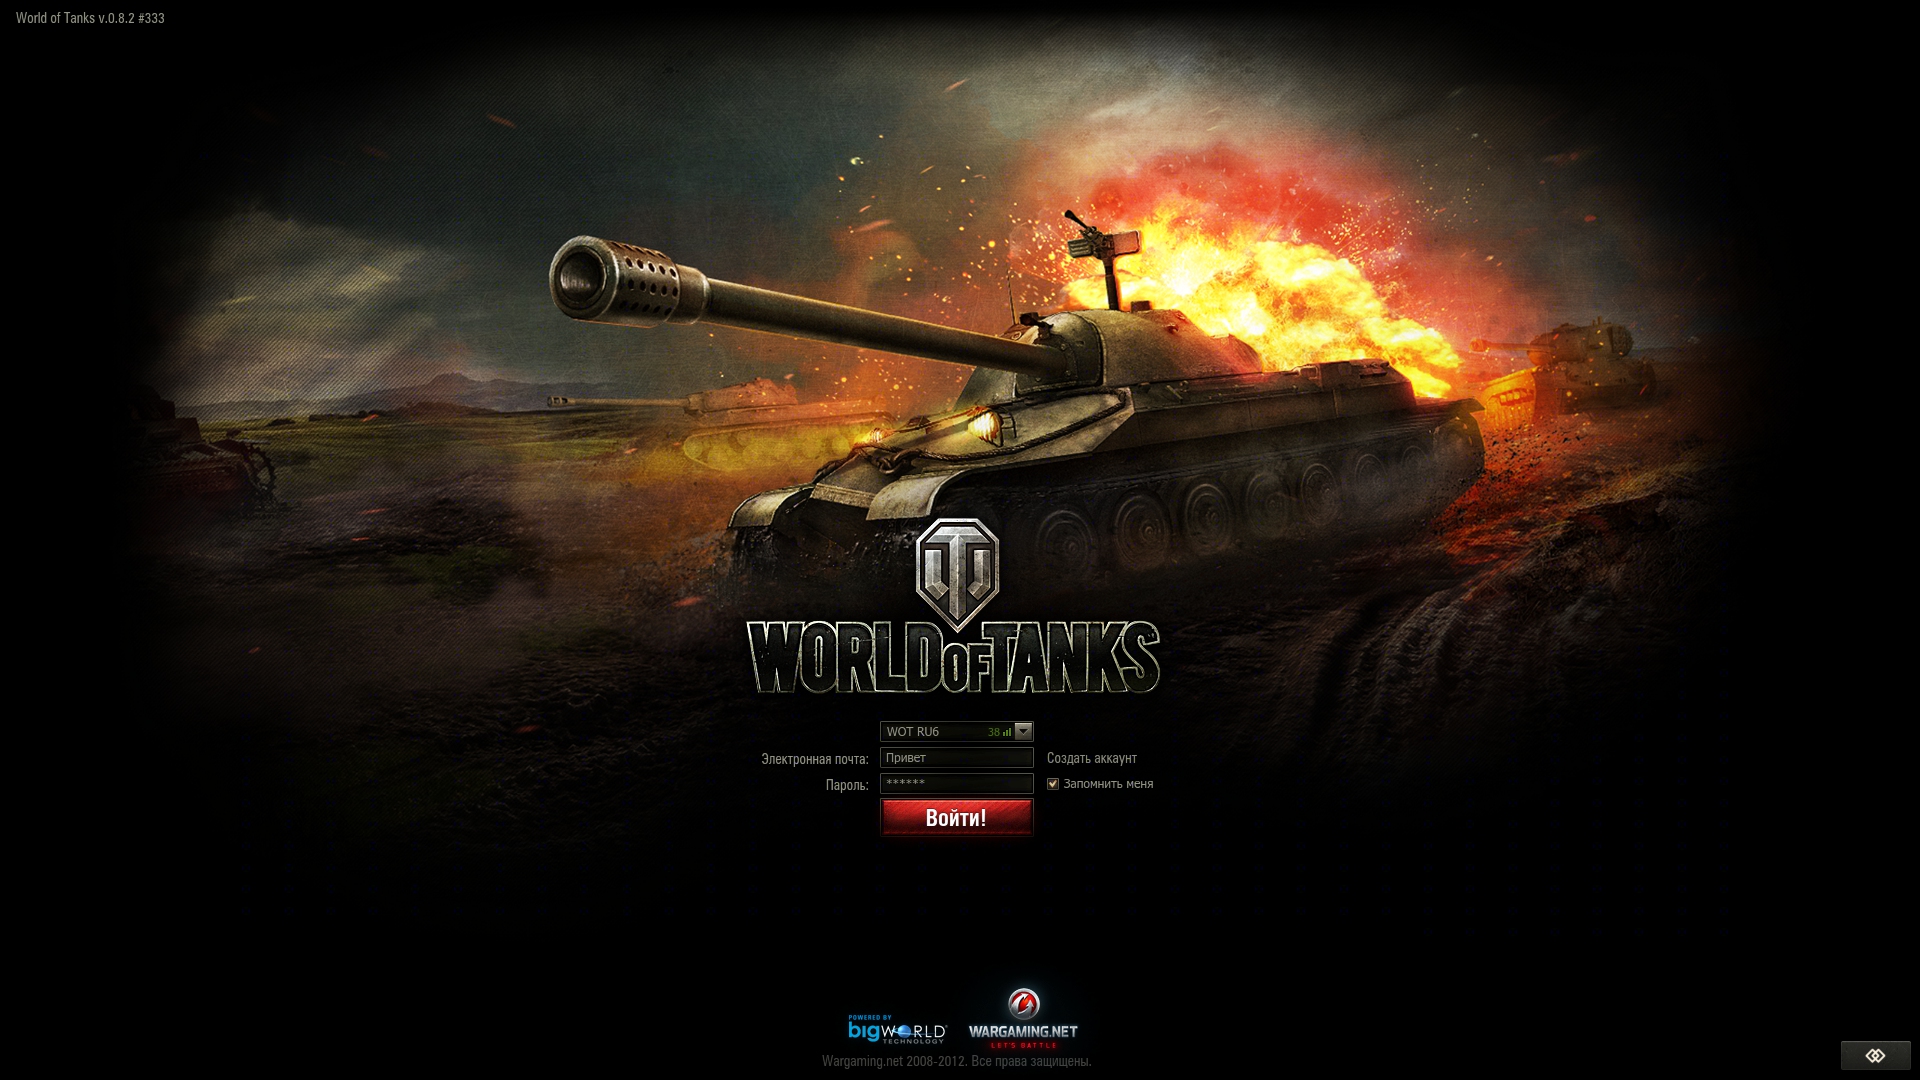 World of Tanks v.0.8.2 #333
WORLD OF TANKS
WOT RU6 38
Электронная почта: Привет Создать аккаунт
Пароль: ****** Запомнить меня
Войти!
POWERED BY
bigWORLD
TECHNOLOGY
WARGAMING.NET
LET'S BATTLE
Wargaming.net 2008-2012. Все права защищены.